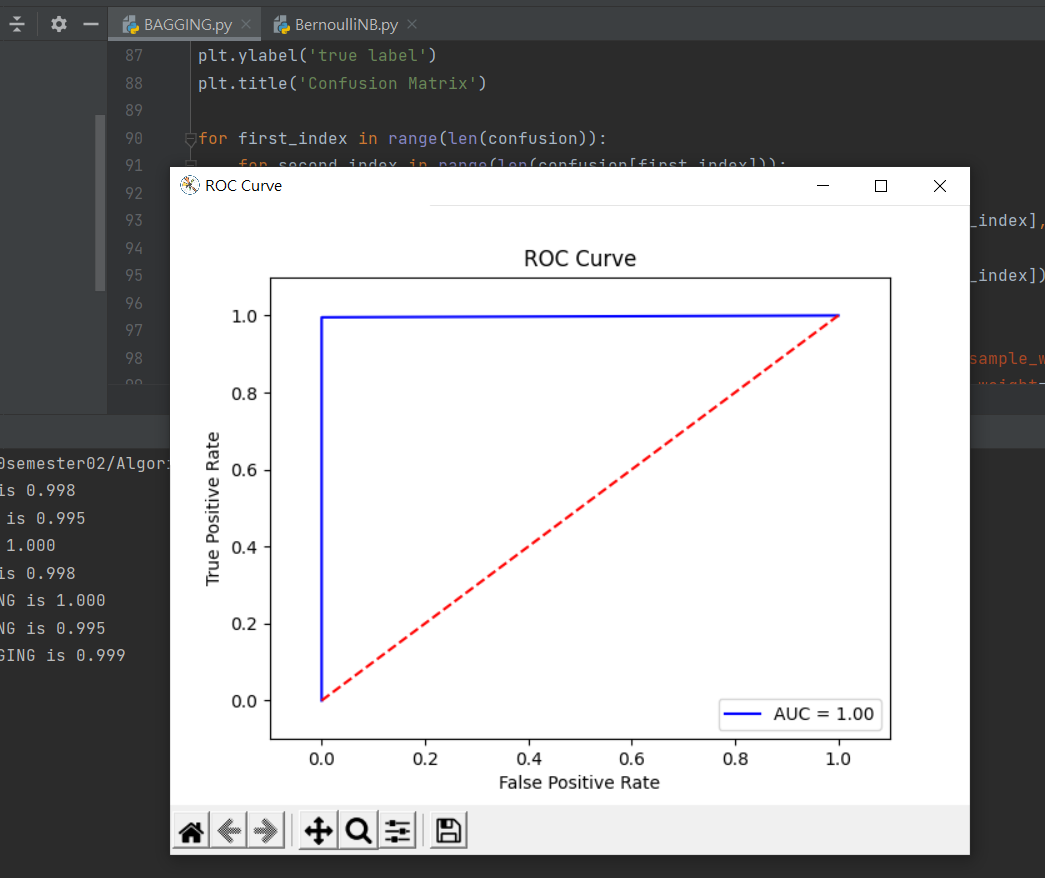 BAGGING.py
BernoulliNB.py
87 plt.ylabel('true label')
88 plt.title('Confusion Matrix')
89
90 for first_index in range(len(confusion)):
91 for second_index in range(len(confusion[first_index])):
92
93 _index],
94
95 _index])
96
97
98 sample_w
99 _weight=
ROC Curve
ROC Curve
True Positive Rate
1.0
0.8
0.6
0.4
0.2
0.0
0.0 0.2 0.4 0.6 0.8 1.0
False Positive Rate
AUC = 1.00
0semester02/Algori
is 0.998
is 0.995
1.000
is 0.998
NG is 1.000
NG is 0.995
GING is 0.999